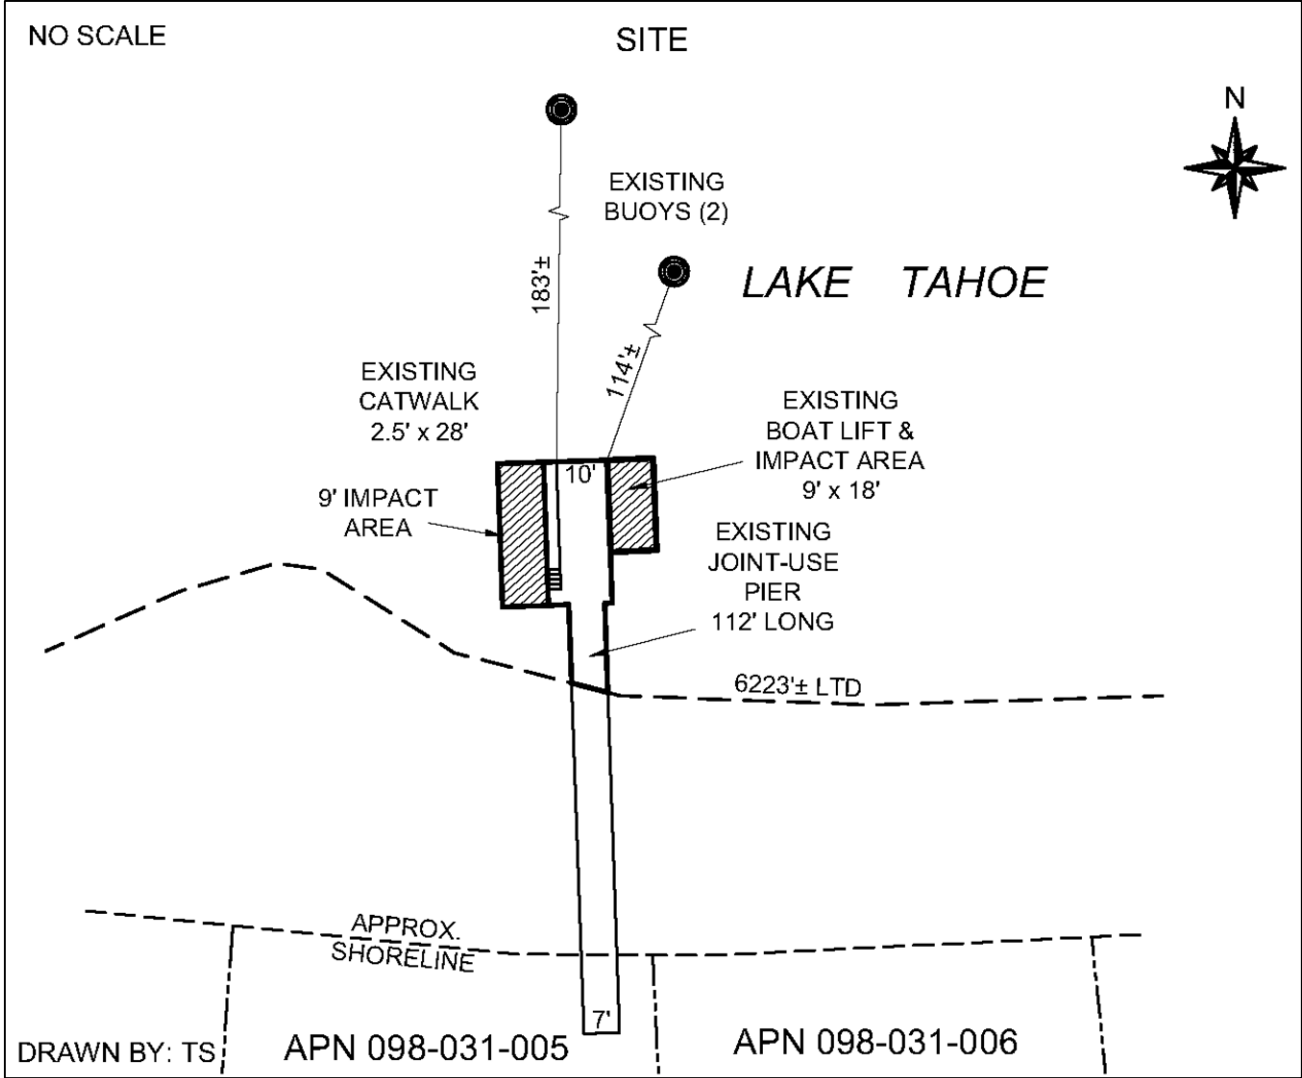 NO SCALE
SITE
N
EXISTING
BUOYS (2)
183'±
LAKE TAHOE
114'±
EXISTING
CATWALK
2.5' x 28'
EXISTING
BOAT LIFT &
IMPACT AREA
9' x 18'
10'
9' IMPACT
AREA
EXISTING
JOINT-USE
PIER
112' LONG
6223'± LTD
APPROX.
SHORELINE
7'
DRAWN BY: TS
APN 098-031-005
APN 098-031-006